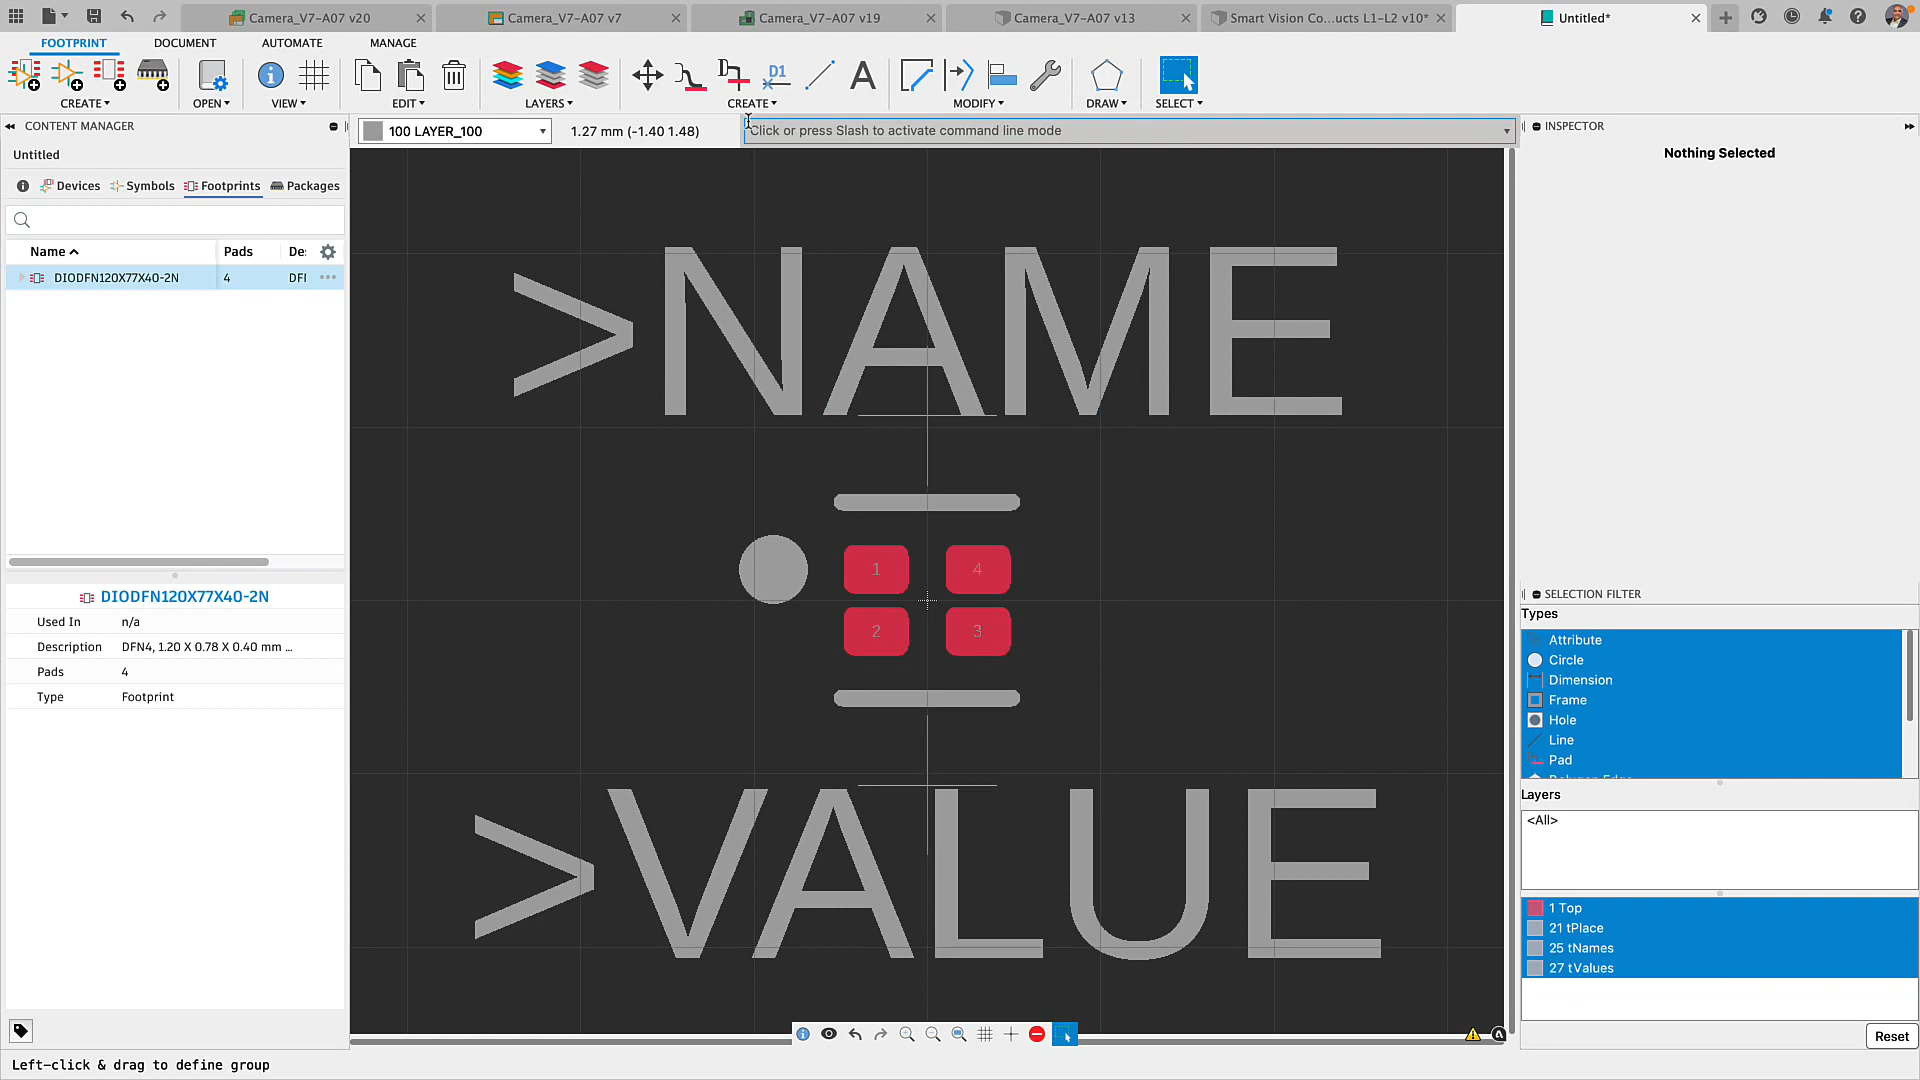 Camera_V7-A07 v20
Camera_V7-A07 v7
Camera_V7-A07 v19
Camera_V7-A07 v13
Smart Vision Co...ucts L1-L2 v10*
Untitled*
FOOTPRINT
DOCUMENT
AUTOMATE
MANAGE
CREATE
OPEN
VIEW
EDIT
LAYERS
D1
CREATE
MODIFY
DRAW
SELECT
CONTENT MANAGER
100 LAYER_100
1.27 mm (-1.40 1.48)
Click or press Slash to activate command line mode
INSPECTOR
Nothing Selected
Untitled
Devices
Symbols
Footprints
Packages
Name
Pads
De
DIODFN120X77X40-2N
4
DFI
>NAME
1
4
2
3
>VALUE
DIODFN120X77X40-2N
Used In n/a
Description DFN4, 1.20 X 0.78 X 0.40 mm ...
Pads 4
Type Footprint
SELECTION FILTER
Types
Attribute
Circle
Dimension
Frame
Hole
Line
Pad
Layers
<All>
1 Top
21 tPlace
25 tNames
27 tValues
Reset
Left-click & drag to define group